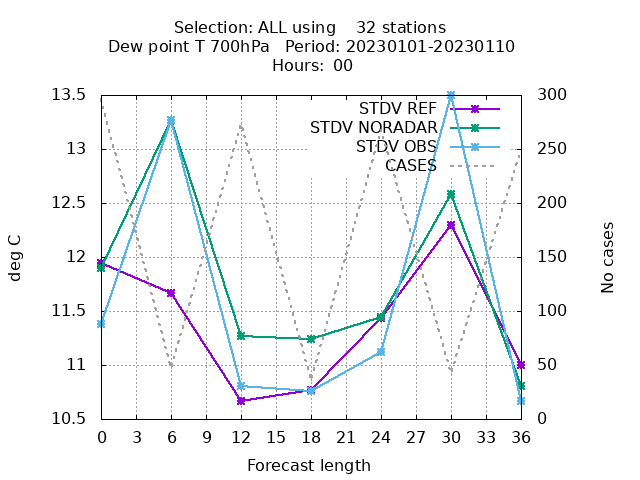 Selection: ALL using 32 stations
Dew point T 700hPa Period: 20230101-20230110
Hours: 00
13.5
13
12.5
12
11.5
11
10.5
deg C
STDV REF
STDV NORADAR
STDV OBS
CASES
300
250
200
150
100
50
0
No cases
0 3 6 9 12 15 18 21 24 27 30 33 36
Forecast length